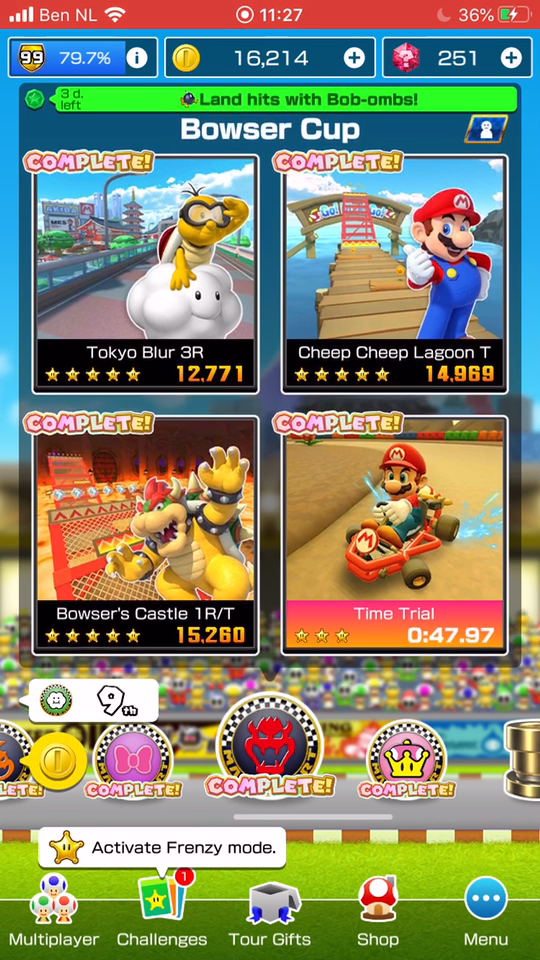 Ben NL 11:27 36%
99 79.7% i 16,214 + 251 +
3 d. left
Land hits with Bob-ombs!
Bowser Cup
COMPLETE! COMPLETE!
GO! GO!
M
Tokyo Blur 3R Cheep Cheep Lagoon T
12,771 14,969
COMPLETE! COMPLETE!
M
M
Bowser's Castle 1R/T Time Trial
15,260 0:47.97
9th
COMPLETE! COMPLETE! COMPLETE!
Activate Frenzy mode.
1
Multiplayer Challenges Tour Gifts Shop Menu